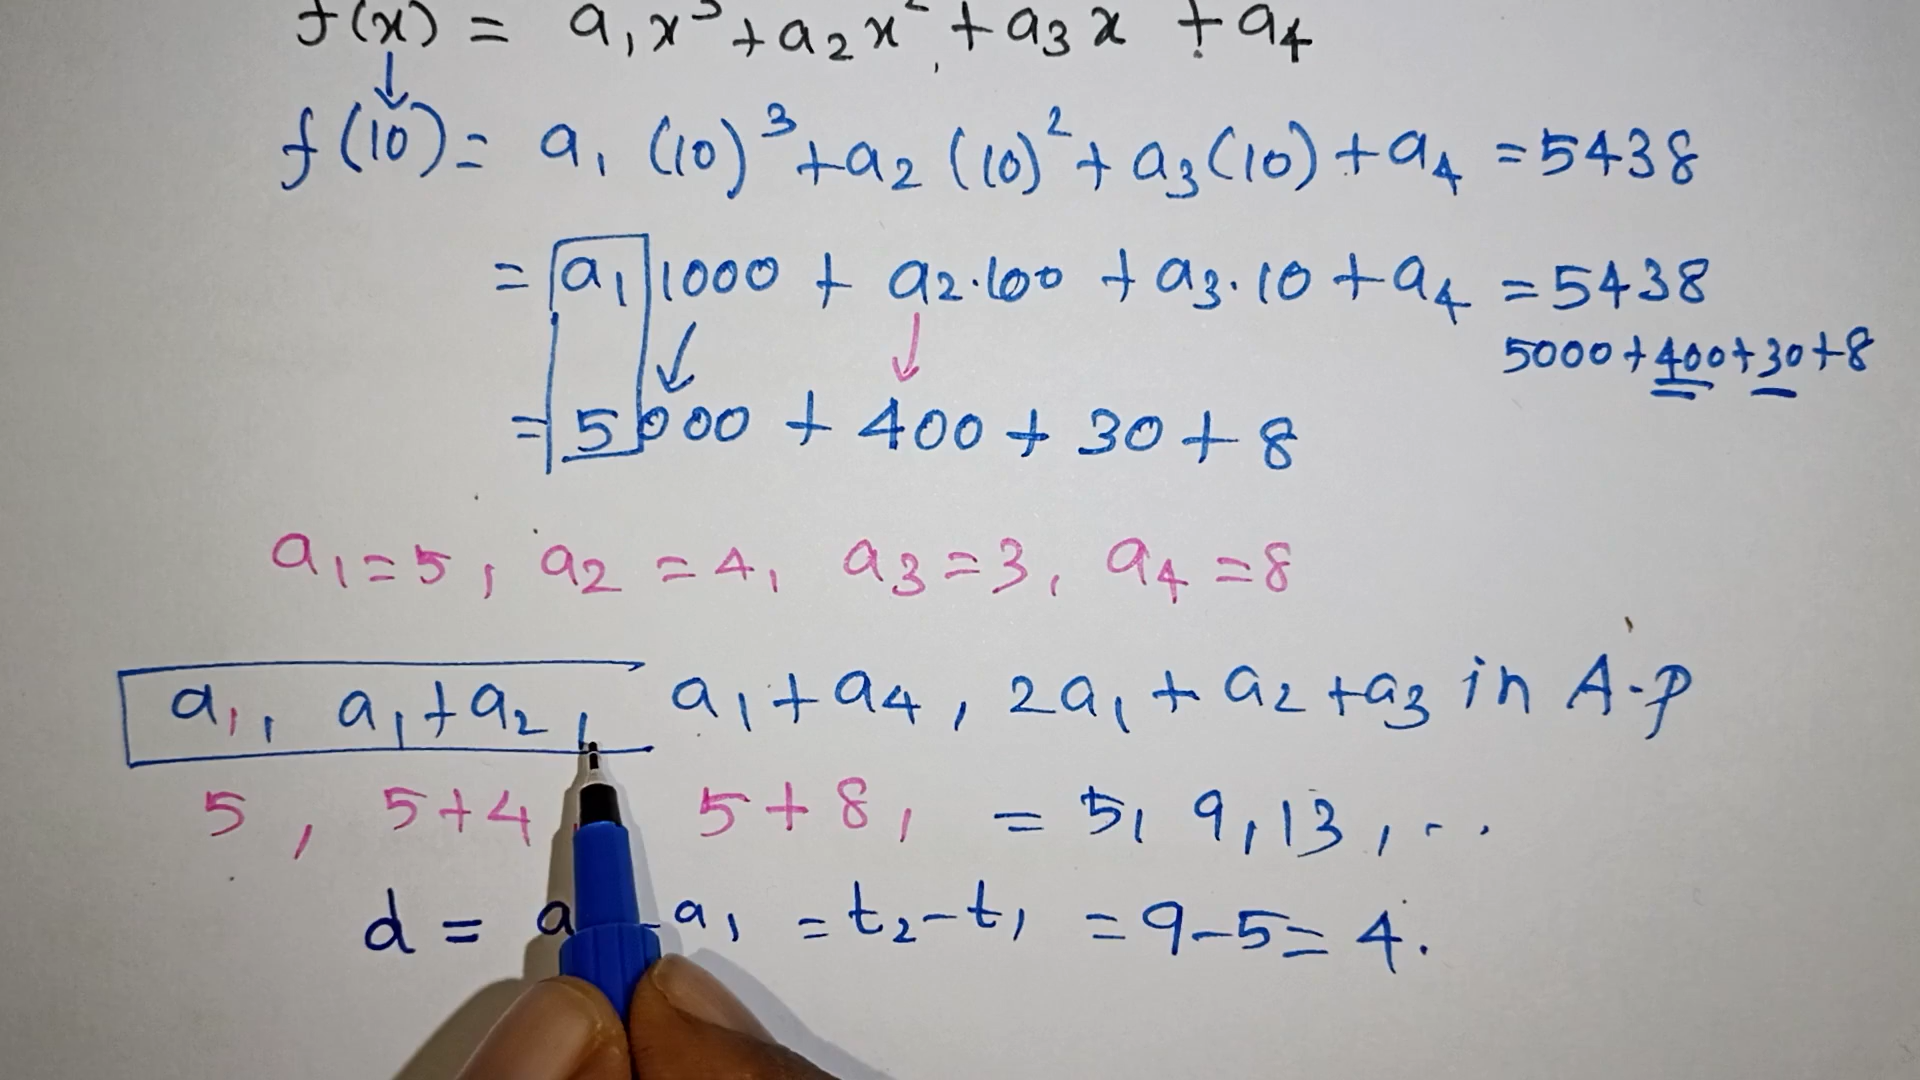 f(x) = a₁x³ + a₂x² + a₃x + a₄
f(10) = a₁(10)³ + a₂(10)² + a₃(10) + a₄ = 5438
= a₁ 1000 + a₂.100 + a₃.10 + a₄ = 5438
5000 + 400 + 30 + 8
= 5000 + 400 + 30 + 8
a₁ = 5, a₂ = 4, a₃ = 3, a₄ = 8
a₁, a₁ + a₂, a₁ + a₄, 2a₁ + a₂ + a₃ in A.p
5, 5 + 4, 5 + 8, = 5, 9, 13, ...
d = a - a₁ = t₂ - t₁ = 9 - 5 = 4.